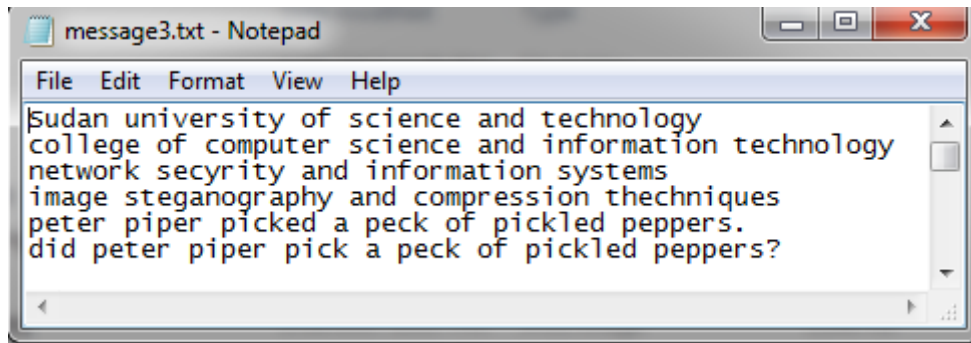 message3.txt - Notepad
File Edit Format View Help
Sudan university of science and technology
college of computer science and information technology
network secyrity and information systems
image steganography and compression thechniques
peter piper picked a peck of pickled peppers.
did peter piper pick a peck of pickled peppers?